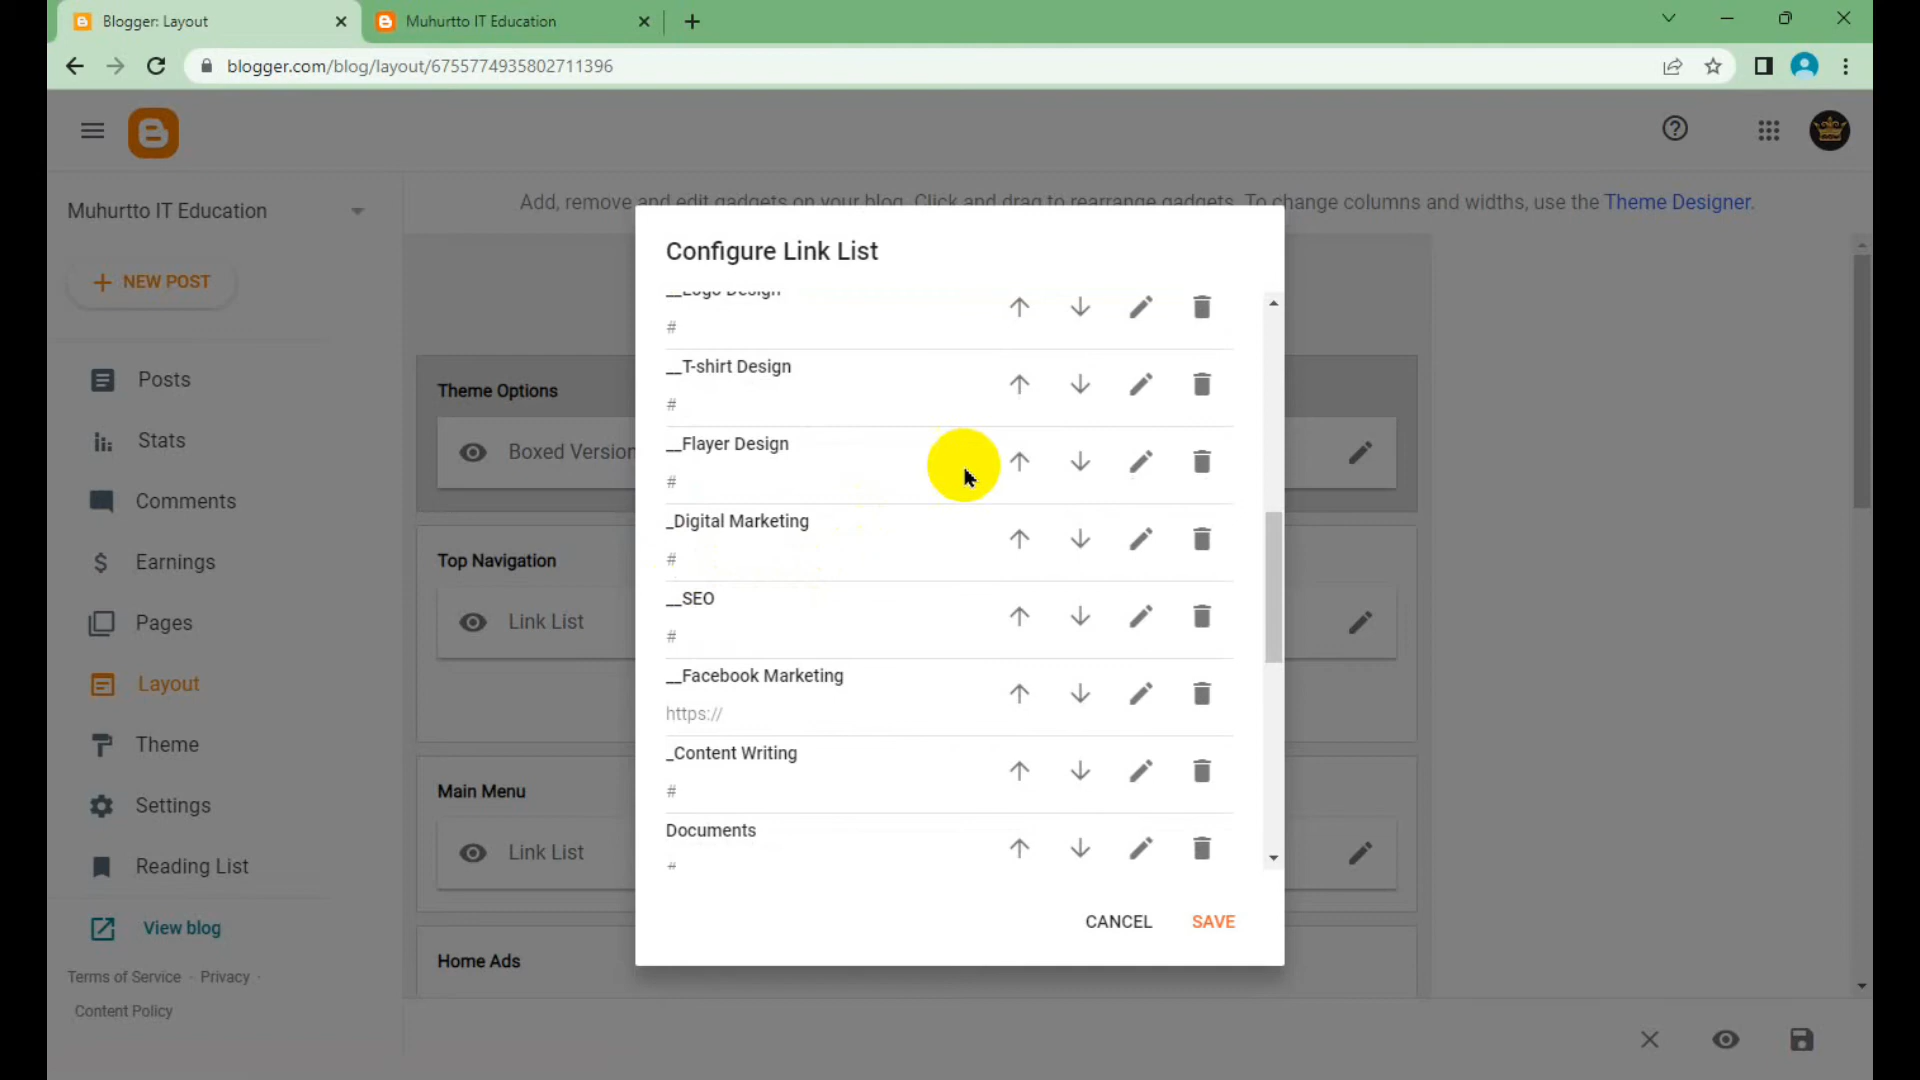 Blogger: Layout
Muhurtto IT Education
blogger.com/blog/layout/6755774935802711396
Muhurtto IT Education
NEW POST
Posts
Stats
Comments
Earnings
Pages
Layout
Theme
Settings
Reading List
View blog
Terms of Service · Privacy ·
Content Policy
Add, remove and edit gadgets on your blog. Click and drag to rearrange gadgets. To change columns and widths, use the Theme Designer.
Theme Options
Boxed Version
Top Navigation
Link List
Main Menu
Link List
Home Ads
Configure Link List
__Logo Design
#
__T-shirt Design
#
__Flayer Design
#
_Digital Marketing
#
__SEO
#
__Facebook Marketing
https://
_Content Writing
#
Documents
#
CANCEL
SAVE